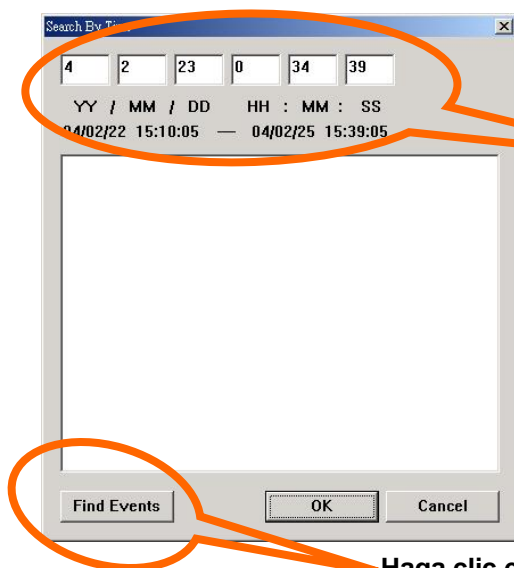 Search By Time
4 2 23 0 34 39
YY / MM / DD HH : MM : SS
04/02/22 15:10:05 — 04/02/25 15:39:05
Find Events OK Cancel
Haga clic